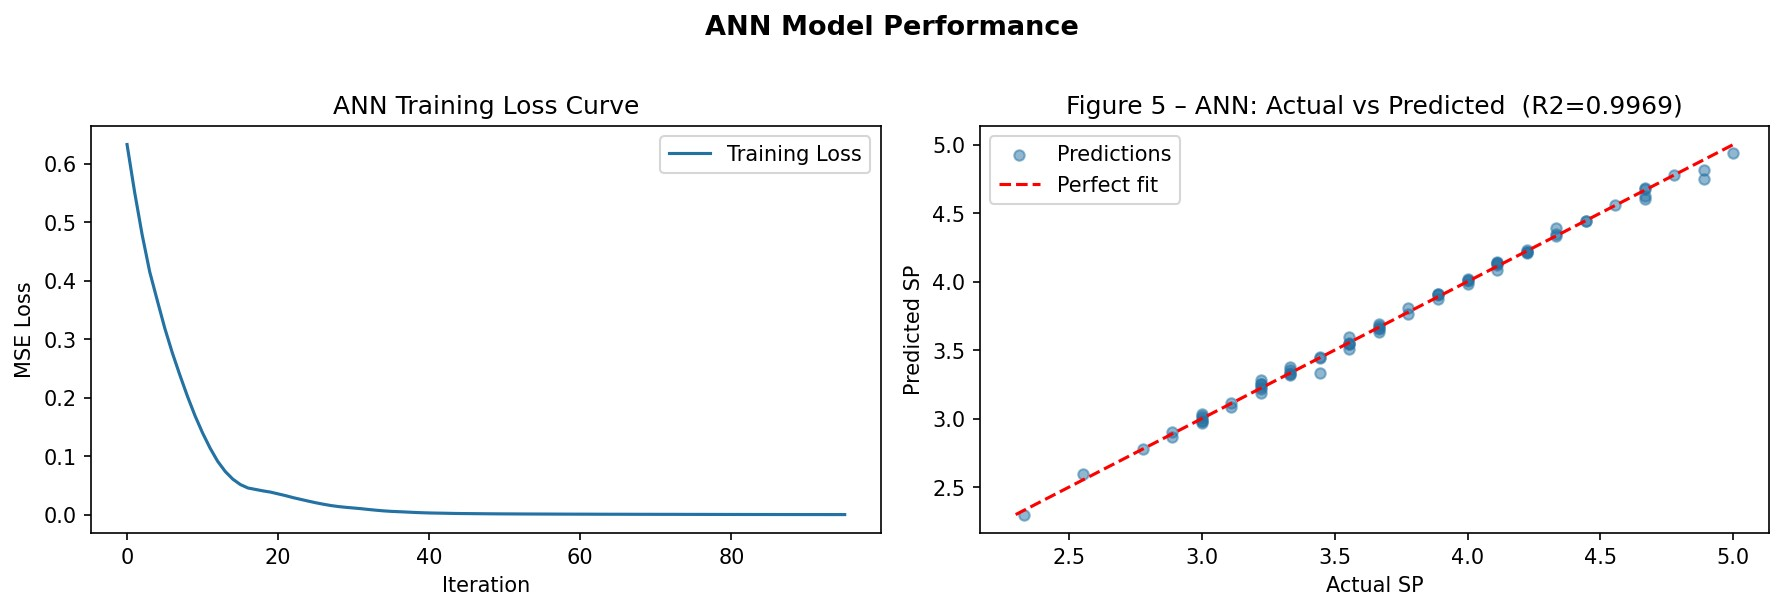 ANN Model Performance
ANN Training Loss Curve
Training Loss
MSE Loss
0.6
0.5
0.4
0.3
0.2
0.1
0.0
0 20 40 60 80
Iteration
Figure 5 – ANN: Actual vs Predicted (R2=0.9969)
Predictions
Perfect fit
Predicted SP
5.0
4.5
4.0
3.5
3.0
2.5
2.5 3.0 3.5 4.0 4.5 5.0
Actual SP